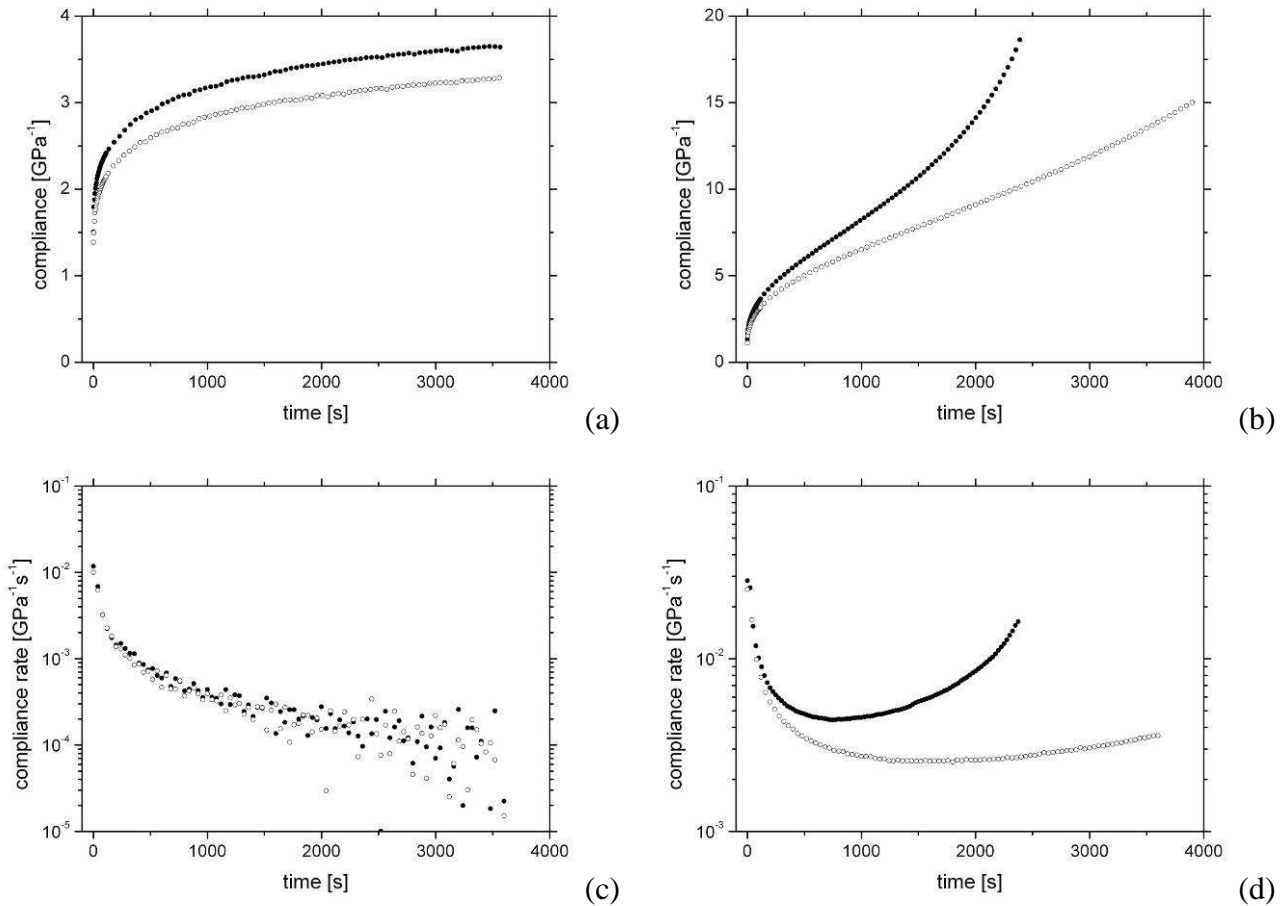 4
3
2
1
0
compliance [GPa⁻¹]
0 1000 2000 3000 4000
time [s]
(a)
20
15
10
5
0
compliance [GPa⁻¹]
0 1000 2000 3000 4000
time [s]
(b)
10⁻¹
10⁻²
10⁻³
10⁻⁴
10⁻⁵
compliance rate [GPa⁻¹s⁻¹]
0 1000 2000 3000 4000
time [s]
(c)
10⁻¹
10⁻²
10⁻³
compliance rate [GPa⁻¹s⁻¹]
0 1000 2000 3000 4000
time [s]
(d)